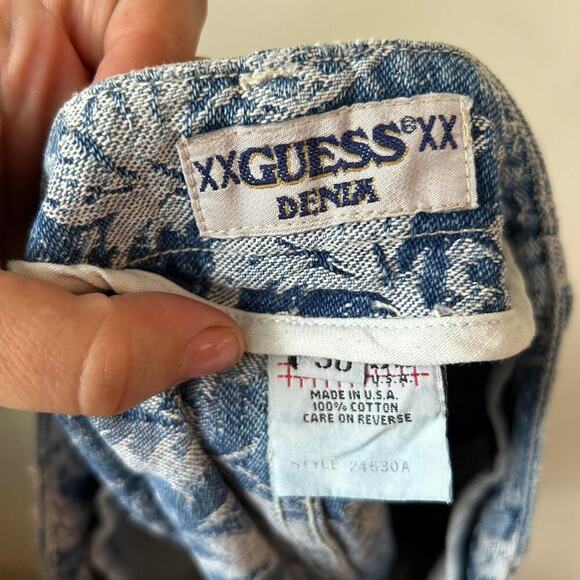 XXGUESS®XX
DENIM
U.S.A.
MADE IN U.S.A.
100% COTTON
CARE ON REVERSE
STYLE 24530A